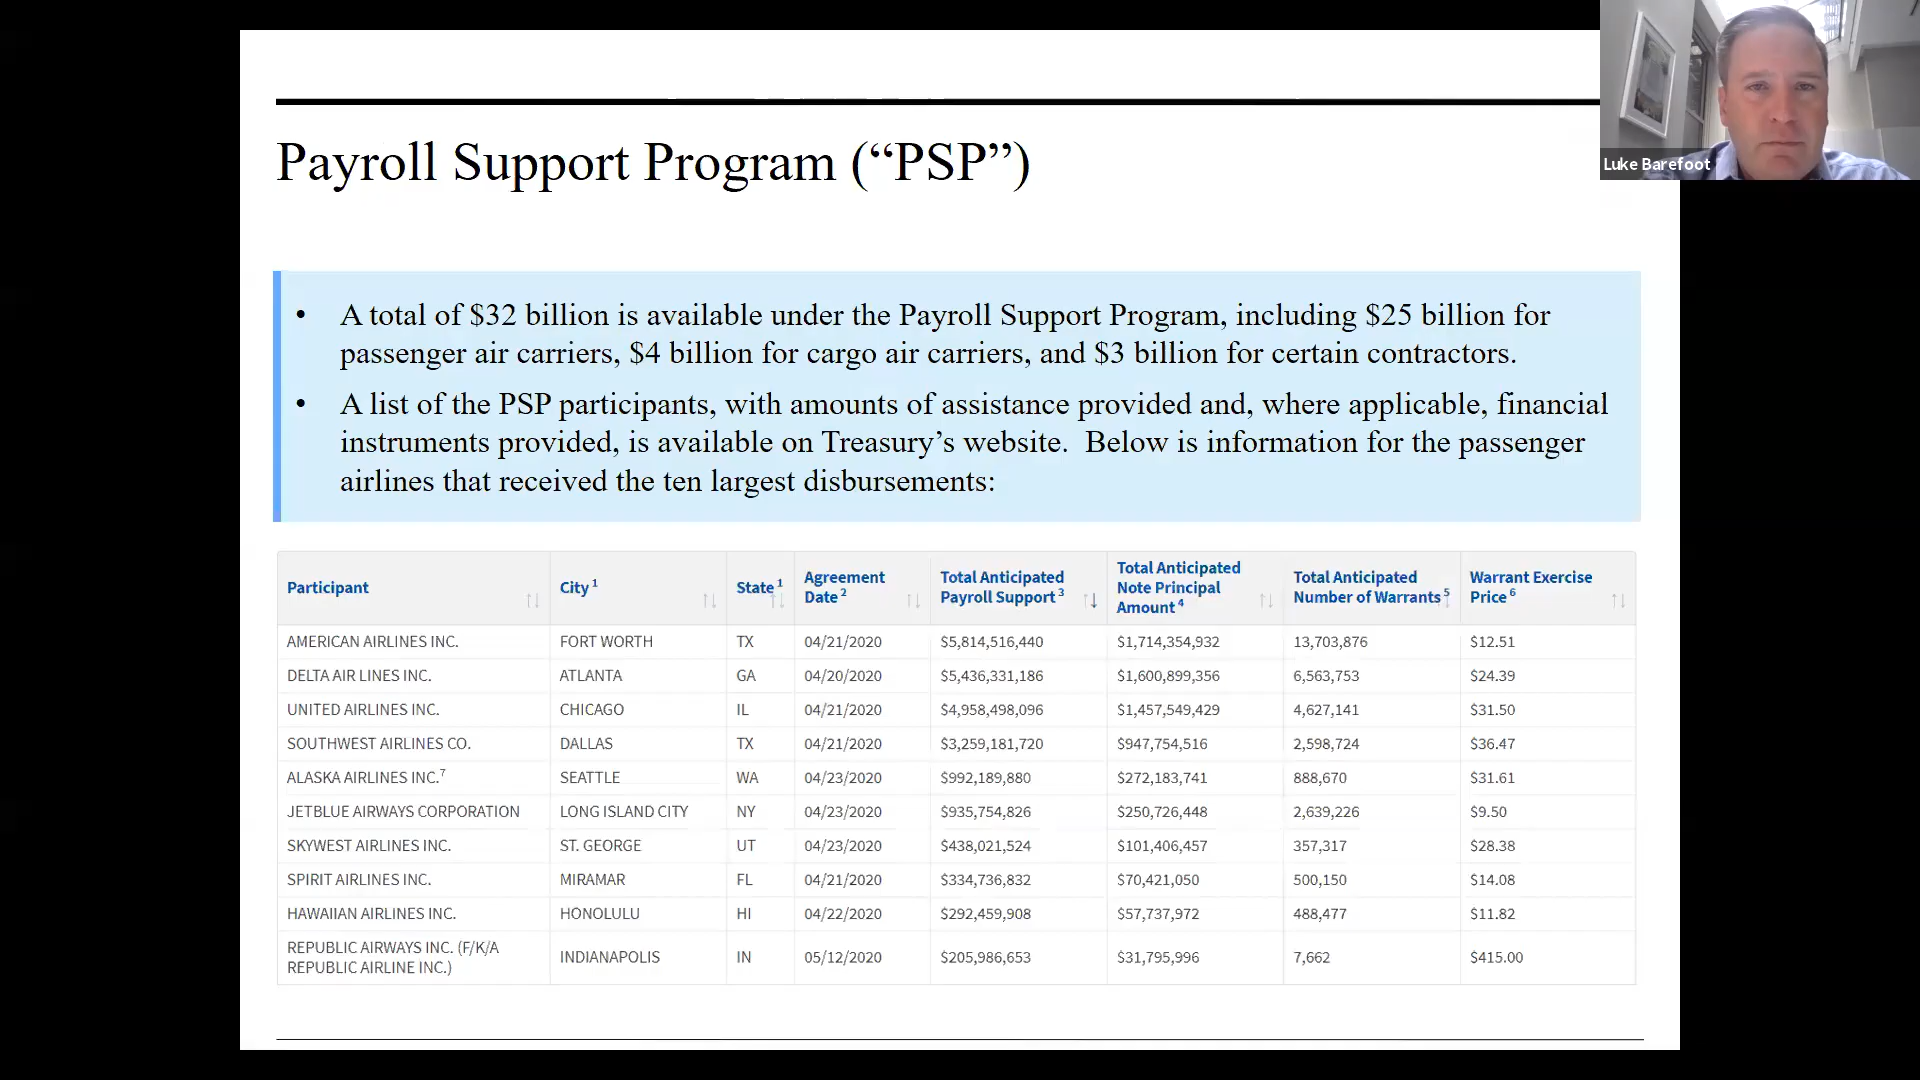 Luke Barefoot
Payroll Support Program (“PSP”)
• A total of $32 billion is available under the Payroll Support Program, including $25 billion for
passenger air carriers, $4 billion for cargo air carriers, and $3 billion for certain contractors.
• A list of the PSP participants, with amounts of assistance provided and, where applicable, financial
instruments provided, is available on Treasury’s website.  Below is information for the passenger
airlines that received the ten largest disbursements:
Participant City 1 State 1 Agreement Date 2 Total Anticipated Payroll Support 3 Total Anticipated Note Principal Amount 4 Total Anticipated Number of Warrants 5 Warrant Exercise Price 6
AMERICAN AIRLINES INC. FORT WORTH TX 04/21/2020 $5,814,516,440 $1,714,354,932 13,703,876 $12.51
DELTA AIR LINES INC. ATLANTA GA 04/20/2020 $5,436,331,186 $1,600,899,356 6,563,753 $24.39
UNITED AIRLINES INC. CHICAGO IL 04/21/2020 $4,958,498,096 $1,457,549,429 4,627,141 $31.50
SOUTHWEST AIRLINES CO. DALLAS TX 04/21/2020 $3,259,181,720 $947,754,516 2,598,724 $36.47
ALASKA AIRLINES INC.7 SEATTLE WA 04/23/2020 $992,189,880 $272,183,741 888,670 $31.61
JETBLUE AIRWAYS CORPORATION LONG ISLAND CITY NY 04/23/2020 $935,754,826 $250,726,448 2,639,226 $9.50
SKYWEST AIRLINES INC. ST. GEORGE UT 04/23/2020 $438,021,524 $101,406,457 357,317 $28.38
SPIRIT AIRLINES INC. MIRAMAR FL 04/21/2020 $334,736,832 $70,421,050 500,150 $14.08
HAWAIIAN AIRLINES INC. HONOLULU HI 04/22/2020 $292,459,908 $57,737,972 488,477 $11.82
REPUBLIC AIRWAYS INC. (F/K/A
REPUBLIC AIRLINE INC.) INDIANAPOLIS IN 05/12/2020 $205,986,653 $31,795,996 7,662 $415.00